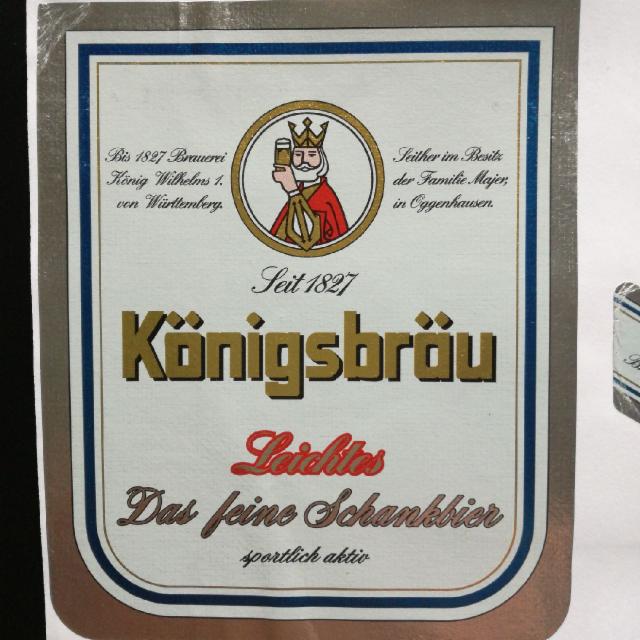 Bis 1827 Brauerei
König Wilhelms 1.
von Württemberg.
Seither im Besitz
der Familie Majer,
in Oggenhausen.
Seit 1827
Königsbräu
Leichtes
Das feine Schankbier
sportlich aktiv